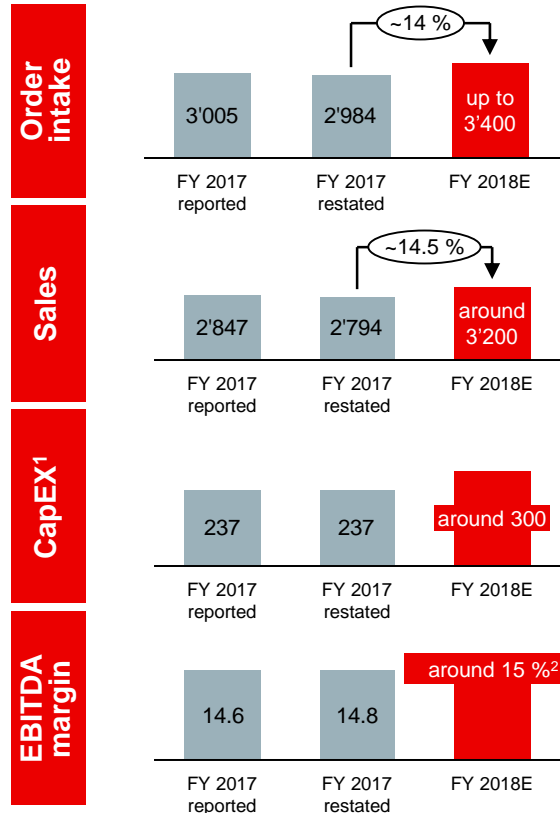 Order
intake
~14 %
3'005
2'984
up to
3’400
FY 2017
reported
FY 2017
restated
FY 2018E
Sales
~14.5 %
2’847
2’794
around
3’200
FY 2017
reported
FY 2017
restated
FY 2018E
CapEX¹
237
237
around 300
FY 2017
reported
FY 2017
restated
FY 2018E
EBITDA
margin
14.6
14.8
around 15 %²
FY 2017
reported
FY 2017
restated
FY 2018E